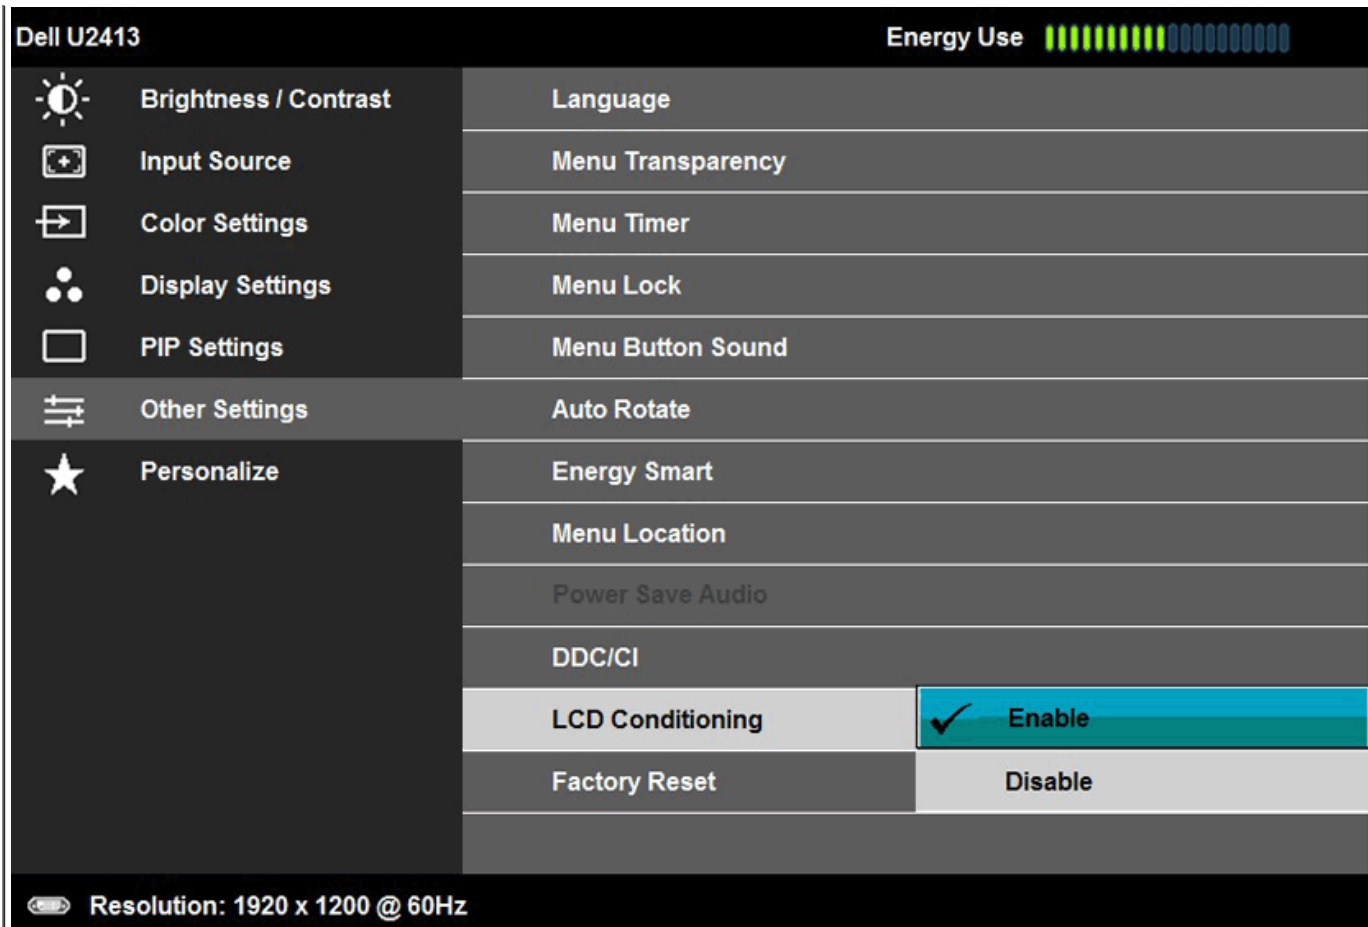 Dell U2413
Energy Use
Brightness / Contrast
Input Source
Color Settings
Display Settings
PIP Settings
Other Settings
Personalize
Language
Menu Transparency
Menu Timer
Menu Lock
Menu Button Sound
Auto Rotate
Energy Smart
Menu Location
Power Save Audio
DDC/CI
LCD Conditioning
Enable
Factory Reset
Disable
Resolution: 1920 x 1200 @ 60Hz